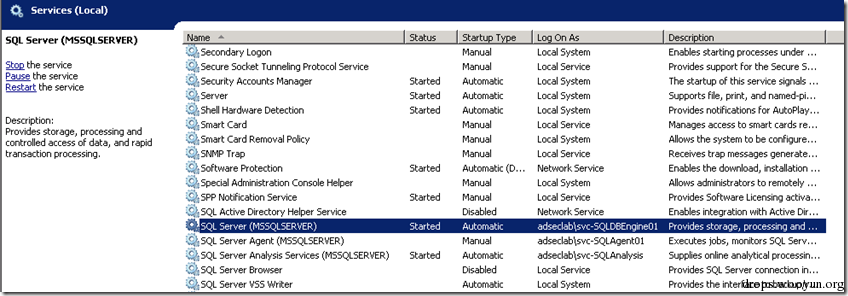 Services (Local)
SQL Server (MSSQLSERVER)
Stop the service
Pause the service
Restart the service
Description:
Provides storage, processing and
controlled access of data, and rapid
transaction processing.
Name Status Startup Type Log On As Description
Secondary Logon Manual Local System Enables starting processes under ...
Secure Socket Tunneling Protocol Service Manual Local Service Provides support for the Secure S...
Security Accounts Manager Started Automatic Local System The startup of this service signals ...
Server Started Automatic Local System Supports file, print, and named-pi...
Shell Hardware Detection Started Automatic Local System Provides notifications for AutoPlay...
Smart Card Manual Local Service Manages access to smart cards re...
Smart Card Removal Policy Manual Local System Allows the system to be configure...
SNMP Trap Manual Local Service Receives trap messages generate...
Software Protection Started Automatic (D... Network Service Enables the download, installation ...
Special Administration Console Helper Manual Local System Allows administrators to remotely ...
SPP Notification Service Started Manual Local Service Provides Software Licensing activa...
SQL Active Directory Helper Service Disabled Network Service Enables integration with Active Dir...
SQL Server (MSSQLSERVER) Started Automatic adseclab\svc-SQLDBEngine01 Provides storage, processing and ...
SQL Server Agent (MSSQLSERVER) Manual adseclab\svc-SQLAgent01 Executes jobs, monitors SQL Serv...
SQL Server Analysis Services (MSSQLSERVER) Started Automatic adseclab\svc-SQLAnalysis Supplies online analytical processin...
SQL Server Browser Disabled Local Service Provides SQL Server connection in...
SQL Server VSS Writer Started Automatic Local System Provides the interface
drops.wooyun.org